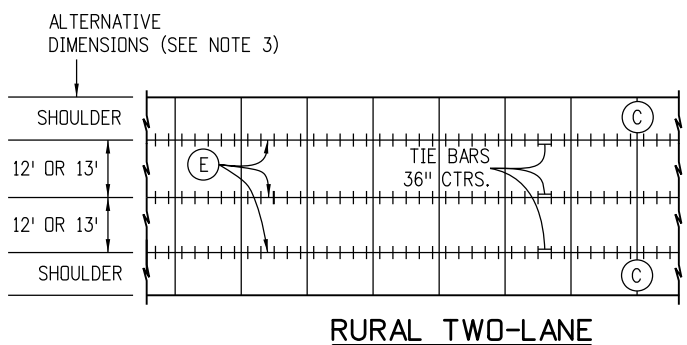 ALTERNATIVE
DIMENSIONS (SEE NOTE 3)
SHOULDER
C
12' OR 13'
E
TIE BARS
36" CTRS.
12' OR 13'
SHOULDER
C
RURAL TWO-LANE